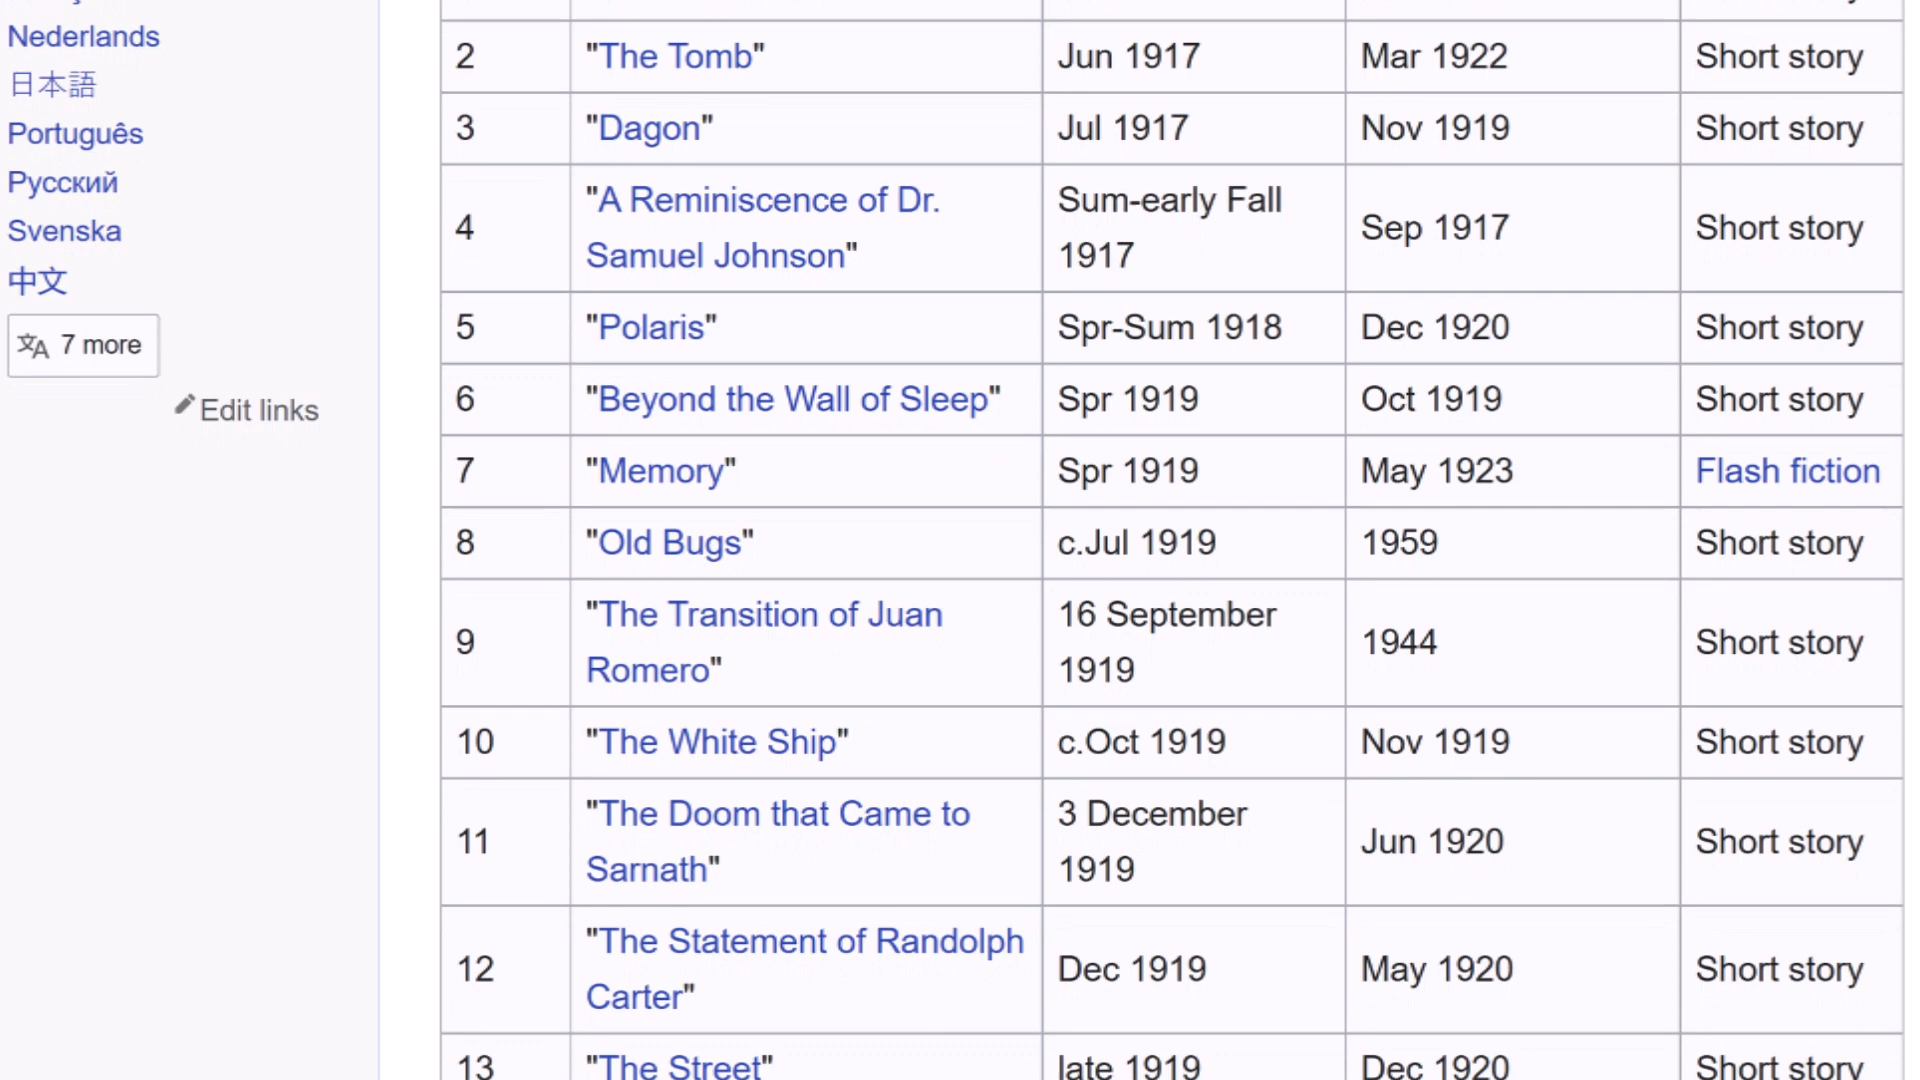 Nederlands
日本語
Português
Русский
Svenska
中文
7 more
Edit links
2 "The Tomb" Jun 1917 Mar 1922 Short story
3 "Dagon" Jul 1917 Nov 1919 Short story
4 "A Reminiscence of Dr. Samuel Johnson" Sum-early Fall 1917 Sep 1917 Short story
5 "Polaris" Spr-Sum 1918 Dec 1920 Short story
6 "Beyond the Wall of Sleep" Spr 1919 Oct 1919 Short story
7 "Memory" Spr 1919 May 1923 Flash fiction
8 "Old Bugs" c.Jul 1919 1959 Short story
9 "The Transition of Juan Romero" 16 September 1919 1944 Short story
10 "The White Ship" c.Oct 1919 Nov 1919 Short story
11 "The Doom that Came to Sarnath" 3 December 1919 Jun 1920 Short story
12 "The Statement of Randolph Carter" Dec 1919 May 1920 Short story
13 "The Street" late 1919 Dec 1920 Short story